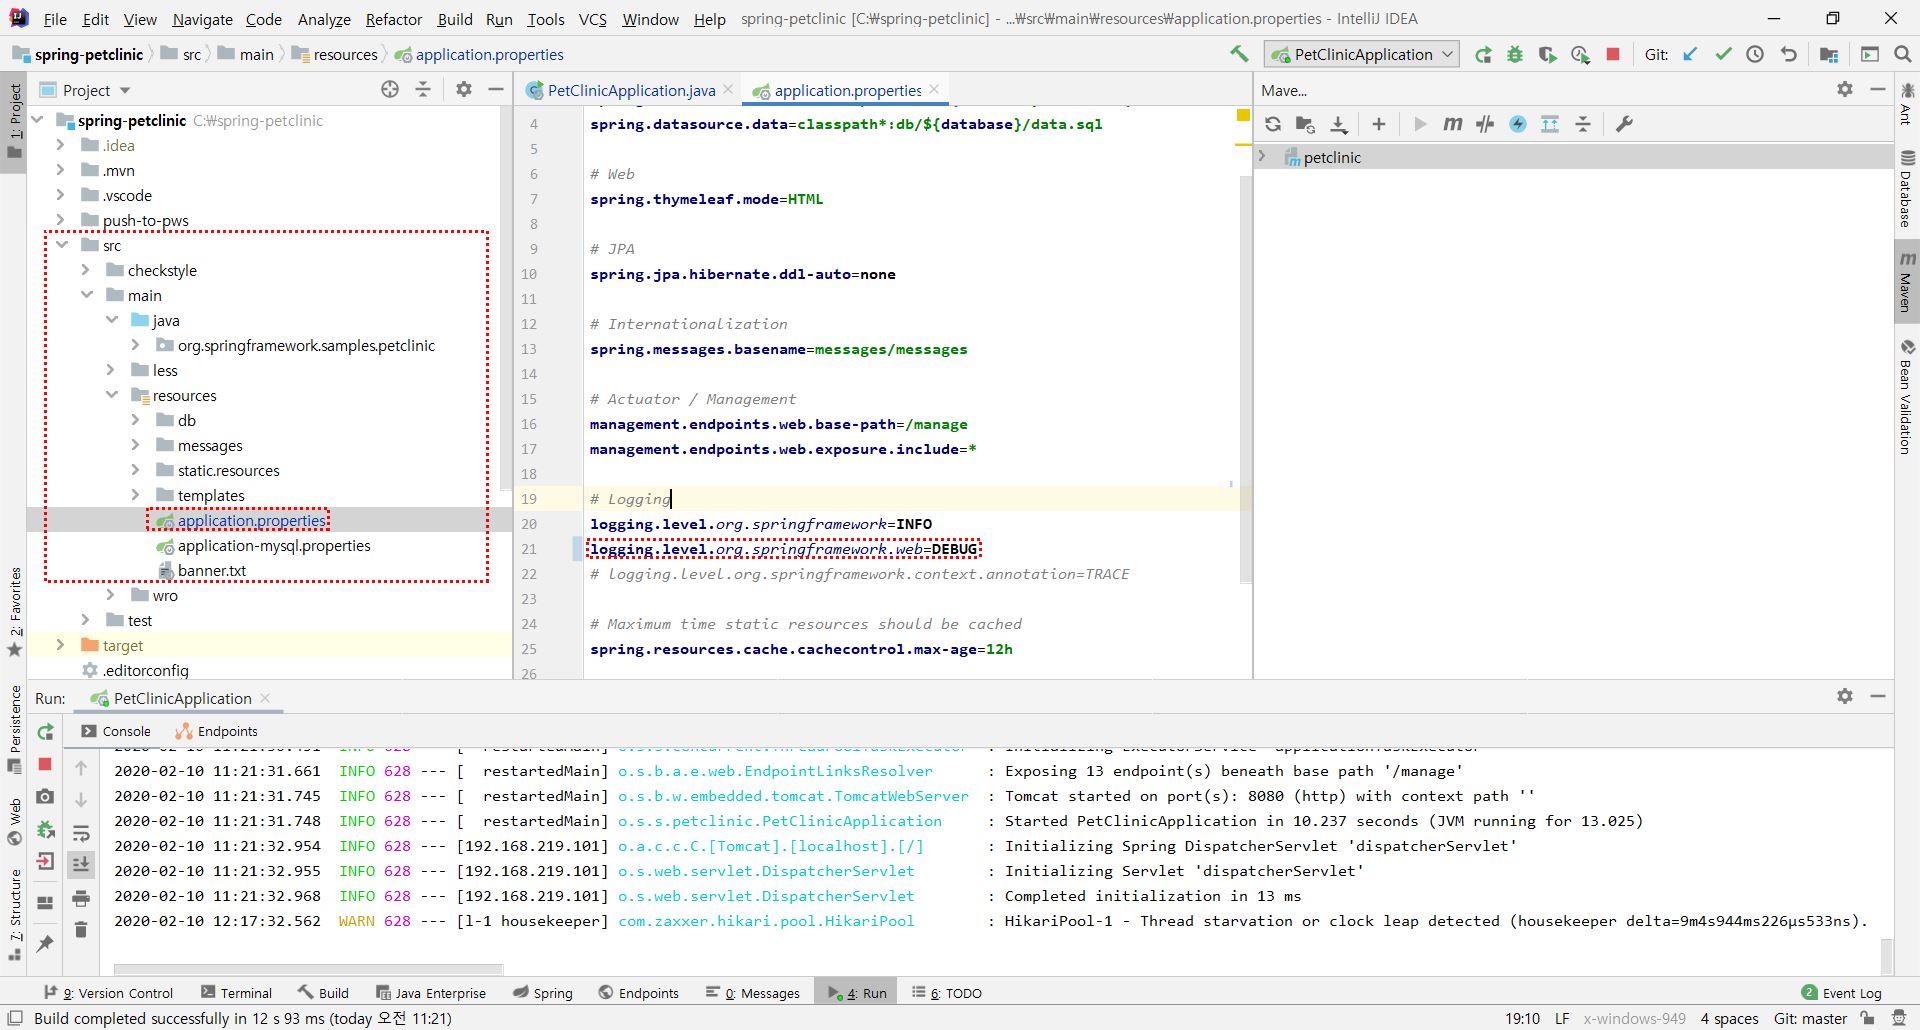 File Edit View Navigate Code Analyze Refactor Build Run Tools VCS Window Help spring-petclinic [C:₩spring-petclinic] - ...₩src₩main₩resources₩application.properties - IntelliJ IDEA
spring-petclinic src main resources application.properties PetClinicApplication Git:
1: Project
2: Favorites
Persistence
Web
7: Structure
Project
spring-petclinic C:₩spring-petclinic
.idea
.mvn
.vscode
push-to-pws
src
checkstyle
main
java
org.springframework.samples.petclinic
less
resources
db
messages
static.resources
templates
application.properties
application-mysql.properties
banner.txt
wro
test
target
.editorconfig
PetClinicApplication.java application.properties
4 spring.datasource.data=classpath*:db/${database}/data.sql
5
6 # Web
7 spring.thymeleaf.mode=HTML
8
9 # JPA
10 spring.jpa.hibernate.ddl-auto=none
11
12 # Internationalization
13 spring.messages.basename=messages/messages
14
15 # Actuator / Management
16 management.endpoints.web.base-path=/manage
17 management.endpoints.web.exposure.include=*
18
19 # Logging
20 logging.level.org.springframework=INFO
21 logging.level.org.springframework.web=DEBUG
22 # logging.level.org.springframework.context.annotation=TRACE
23
24 # Maximum time static resources should be cached
25 spring.resources.cache.cachecontrol.max-age=12h
26
Mave...
m
petclinic
Ant
Database
m Maven
Bean Validation
Run: PetClinicApplication
Console Endpoints
2020-02-10 11:21:31.661 INFO 628 --- [ restartedMain] o.s.b.a.e.web.EndpointLinksResolver : Exposing 13 endpoint(s) beneath base path '/manage'
2020-02-10 11:21:31.745 INFO 628 --- [ restartedMain] o.s.b.w.embedded.tomcat.TomcatWebServer : Tomcat started on port(s): 8080 (http) with context path ''
2020-02-10 11:21:31.748 INFO 628 --- [ restartedMain] o.s.s.petclinic.PetClinicApplication : Started PetClinicApplication in 10.237 seconds (JVM running for 13.025)
2020-02-10 11:21:32.954 INFO 628 --- [192.168.219.101] o.a.c.c.C.[Tomcat].[localhost].[/] : Initializing Spring DispatcherServlet 'dispatcherServlet'
2020-02-10 11:21:32.955 INFO 628 --- [192.168.219.101] o.s.web.servlet.DispatcherServlet : Initializing Servlet 'dispatcherServlet'
2020-02-10 11:21:32.968 INFO 628 --- [192.168.219.101] o.s.web.servlet.DispatcherServlet : Completed initialization in 13 ms
2020-02-10 12:17:32.562 WARN 628 --- [l-1 housekeeper] com.zaxxer.hikari.pool.HikariPool : HikariPool-1 - Thread starvation or clock leap detected (housekeeper delta=9m4s944ms226µs533ns).
9: Version Control Terminal Build Java Enterprise Spring Endpoints 0: Messages 4: Run 6: TODO 2 Event Log
Build completed successfully in 12 s 93 ms (today 오전 11:21) 19:10 LF x-windows-949 4 spaces Git: master